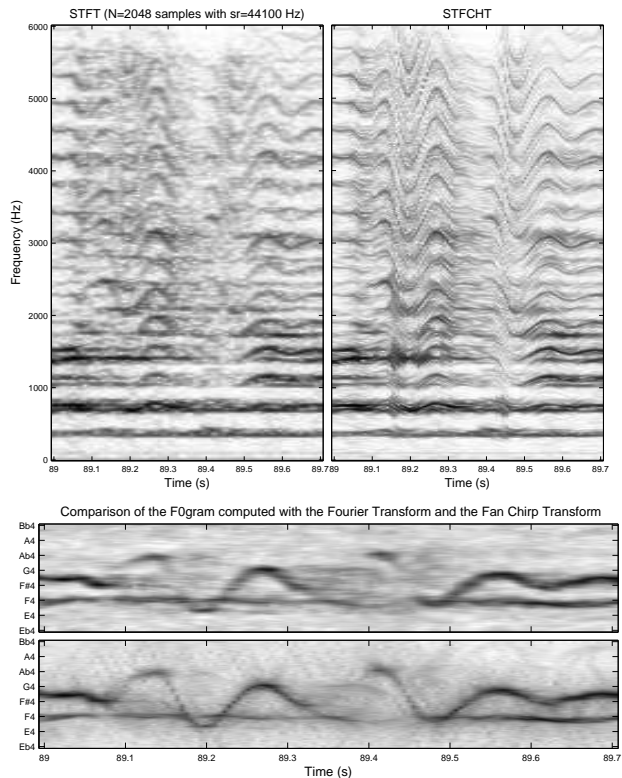 STFT (N=2048 samples with sr=44100 Hz)
STFCHT
Frequency (Hz)
6000
5000
4000
3000
2000
1000
0
89 89.1 89.2 89.3 89.4 89.5 89.6 89.7
89 89.1 89.2 89.3 89.4 89.5 89.6 89.7
Time (s)
Time (s)
Comparison of the F0gram computed with the Fourier Transform and the Fan Chirp Transform
Bb4
A4
Ab4
G4
F#4
F4
E4
Eb4
Bb4
A4
Ab4
G4
F#4
F4
E4
Eb4
89 89.1 89.2 89.3 89.4 89.5 89.6 89.7
Time (s)